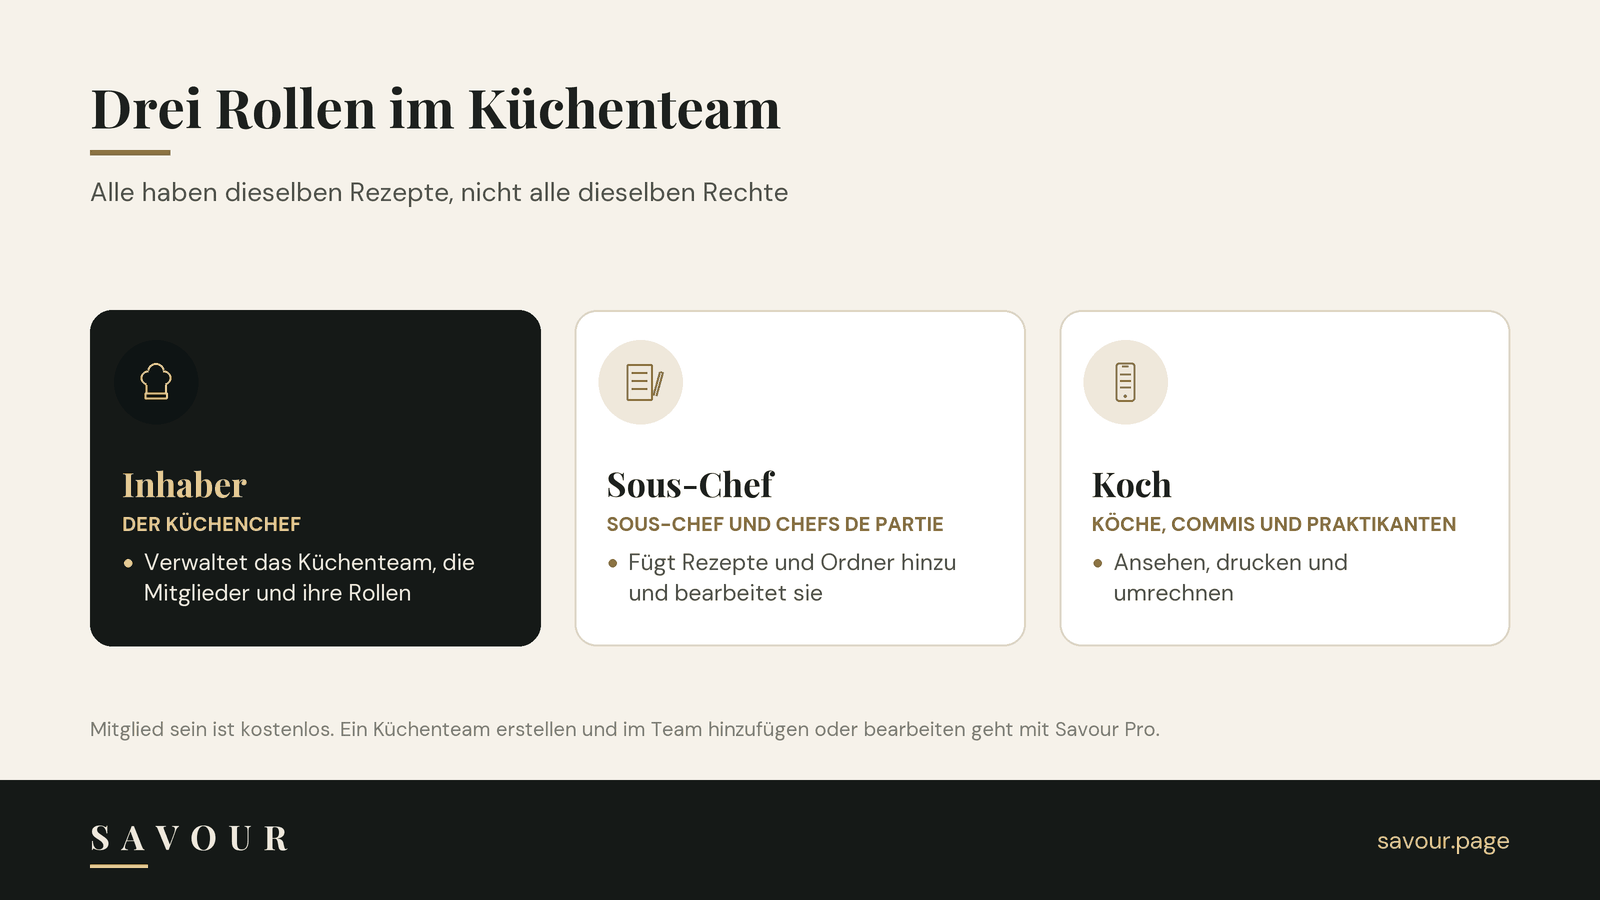 Drei Rollen im Küchenteam
Alle haben dieselben Rezepte, nicht alle dieselben Rechte
Inhaber
DER KÜCHENCHEF
• Verwaltet das Küchenteam, die
Mitglieder und ihre Rollen
Sous-Chef
SOUS-CHEF UND CHEFS DE PARTIE
• Fügt Rezepte und Ordner hinzu
und bearbeitet sie
Koch
KÖCHE, COMMIS UND PRAKTIKANTEN
• Ansehen, drucken und
umrechnen
Mitglied sein ist kostenlos. Ein Küchenteam erstellen und im Team hinzufügen oder bearbeiten geht mit Savour Pro.
SAVOUR
savour.page